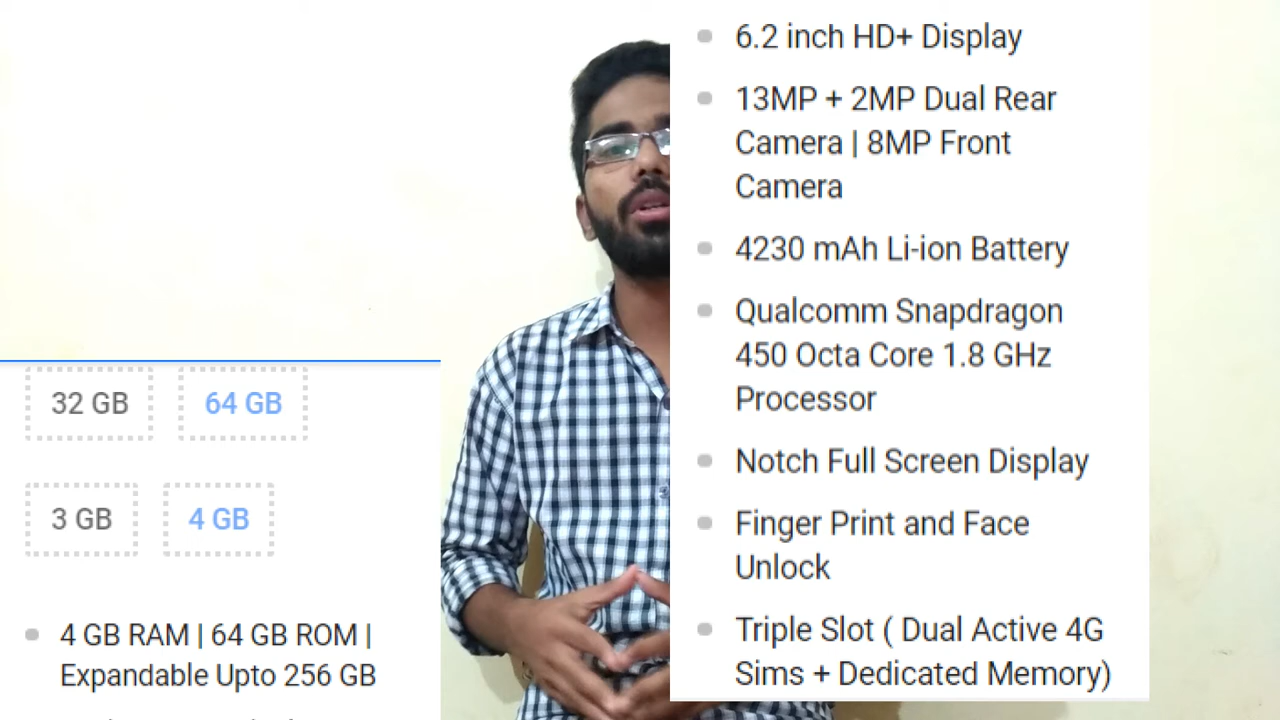 32 GB
64 GB
3 GB
4 GB
4 GB RAM | 64 GB ROM |
Expandable Upto 256 GB
6.2 inch HD+ Display
13MP + 2MP Dual Rear
Camera | 8MP Front
Camera
4230 mAh Li-ion Battery
Qualcomm Snapdragon
450 Octa Core 1.8 GHz
Processor
Notch Full Screen Display
Finger Print and Face
Unlock
Triple Slot ( Dual Active 4G
Sims + Dedicated Memory)